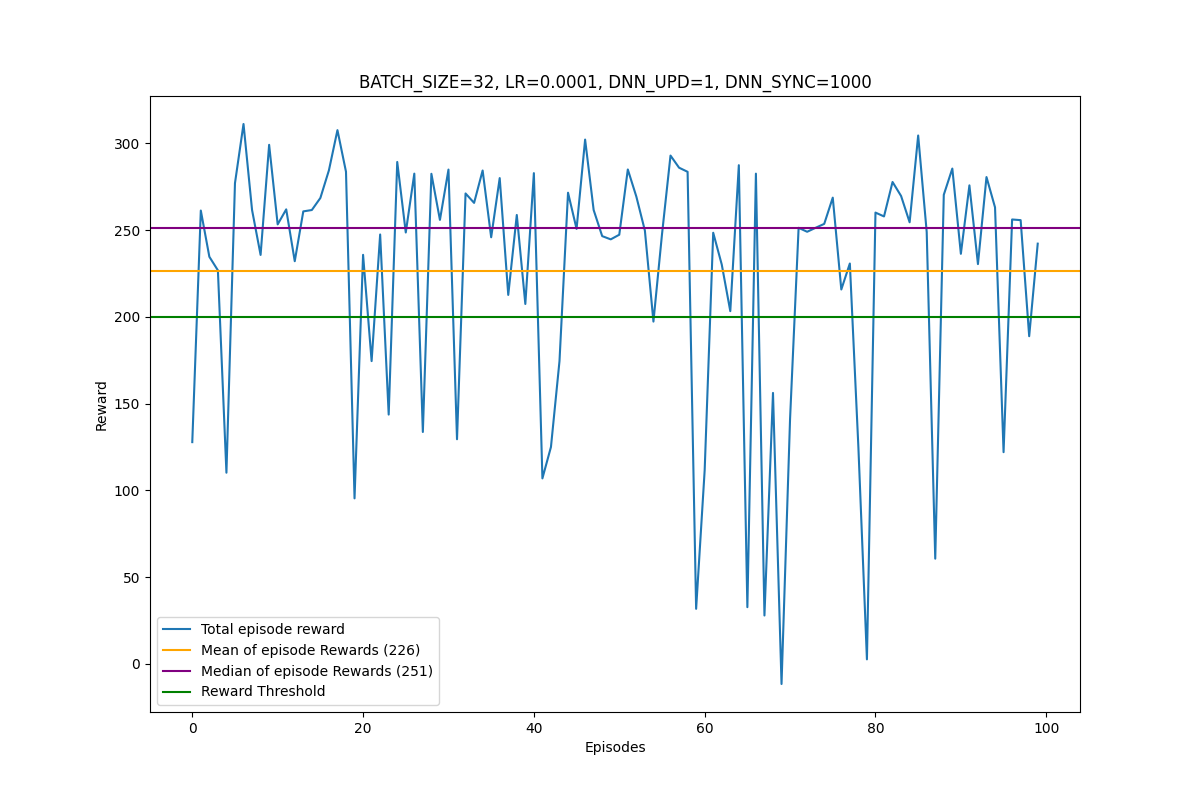 BATCH_SIZE=32, LR=0.0001, DNN_UPD=1, DNN_SYNC=1000
300
250
200
150
100
50
0
Reward
Total episode reward
Mean of episode Rewards (226)
Median of episode Rewards (251)
Reward Threshold
0 20 40 60 80 100
Episodes